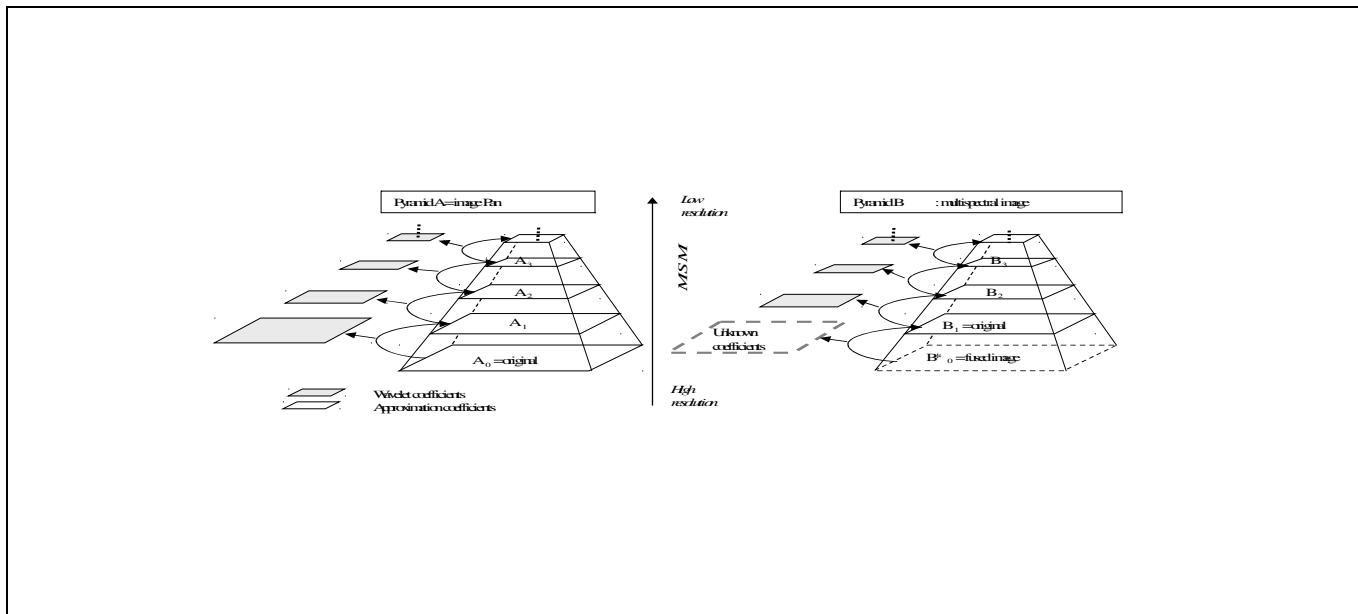 Pyramid A = image Pan
A3
A2
A1
A0 = original
Wavelet coefficients
Approximation coefficients
Low
resolution
MSM
High
resolution
Pyramid B : multispectral image
B3
B2
B1 = original
B*0 = fused image
Unknown
coefficients